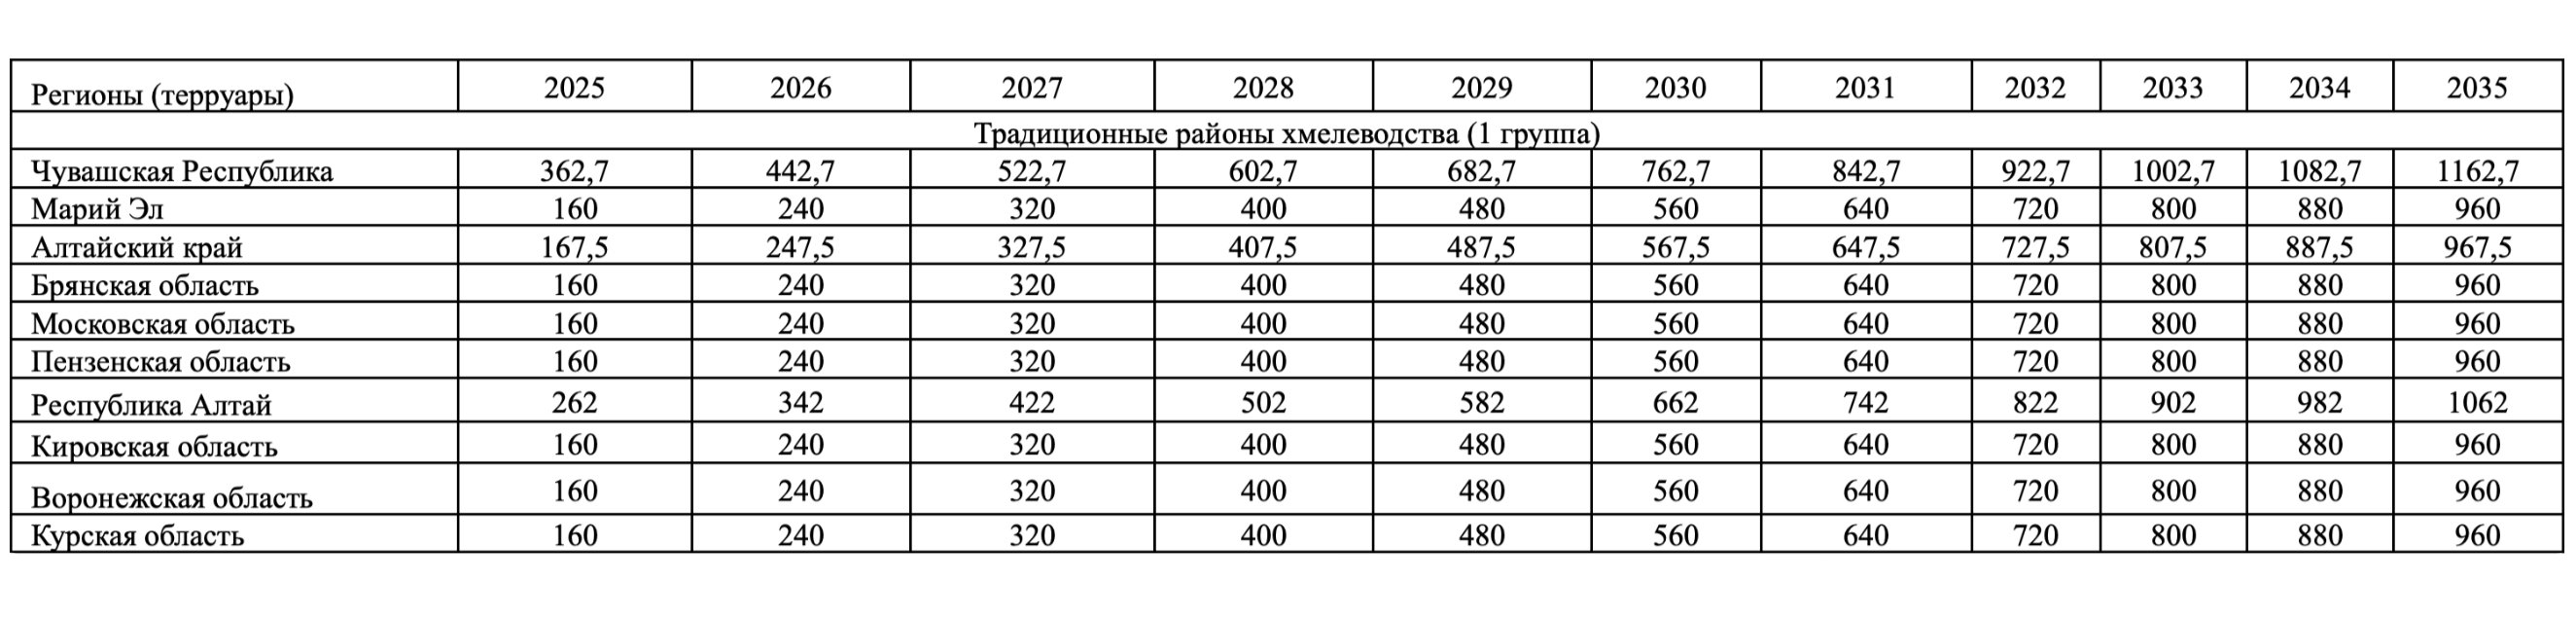 Регионы (терруары) 2025 2026 2027 2028 2029 2030 2031 2032 2033 2034 2035
Традиционные районы хмелеводства (1 группа)
Чувашская Республика 362,7 442,7 522,7 602,7 682,7 762,7 842,7 922,7 1002,7 1082,7 1162,7
Марий Эл 160 240 320 400 480 560 640 720 800 880 960
Алтайский край 167,5 247,5 327,5 407,5 487,5 567,5 647,5 727,5 807,5 887,5 967,5
Брянская область 160 240 320 400 480 560 640 720 800 880 960
Московская область 160 240 320 400 480 560 640 720 800 880 960
Пензенская область 160 240 320 400 480 560 640 720 800 880 960
Республика Алтай 262 342 422 502 582 662 742 822 902 982 1062
Кировская область 160 240 320 400 480 560 640 720 800 880 960
Воронежская область 160 240 320 400 480 560 640 720 800 880 960
Курская область 160 240 320 400 480 560 640 720 800 880 960